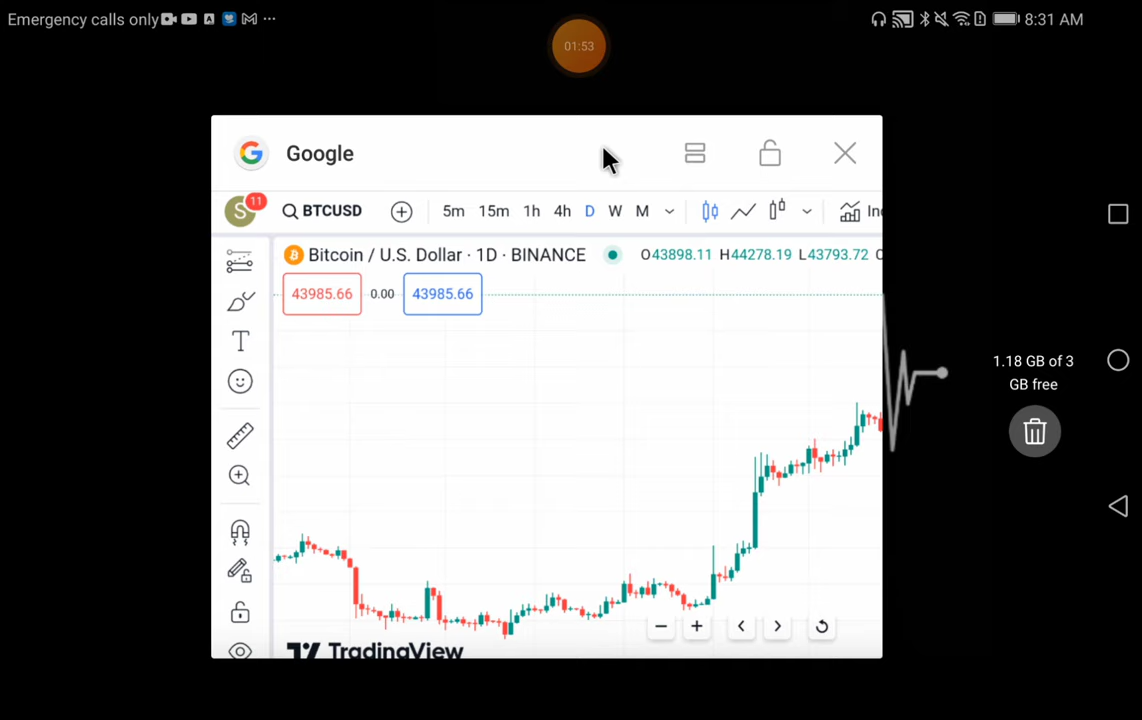 Emergency calls only
8:31 AM
01:53
Google
S 11 BTCUSD 5m 15m 1h 4h D W M
Bitcoin / U.S. Dollar · 1D · BINANCE O43898.11 H44278.19 L43793.72
43985.66 0.00 43985.66
1.18 GB of 3
GB free
TradingView